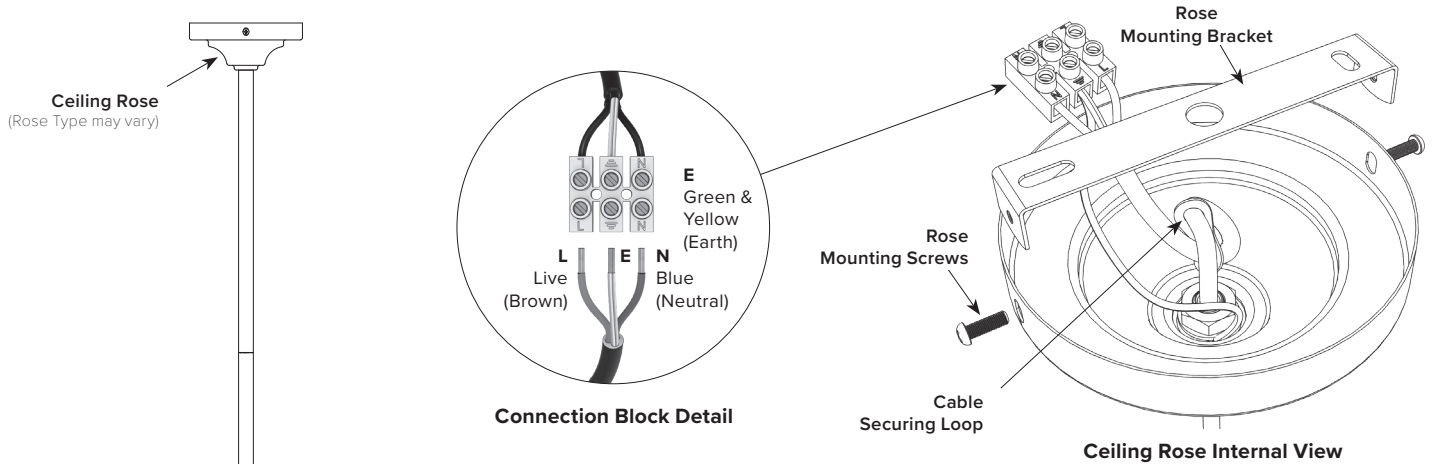 Ceiling Rose
(Rose Type may vary)
L
N
L
N
E
Green &
Yellow
(Earth)
L
E
N
Live
(Brown)
Blue
(Neutral)
Connection Block Detail
Rose
Mounting Bracket
N
L
Rose
Mounting Screws
Cable
Securing Loop
Ceiling Rose Internal View